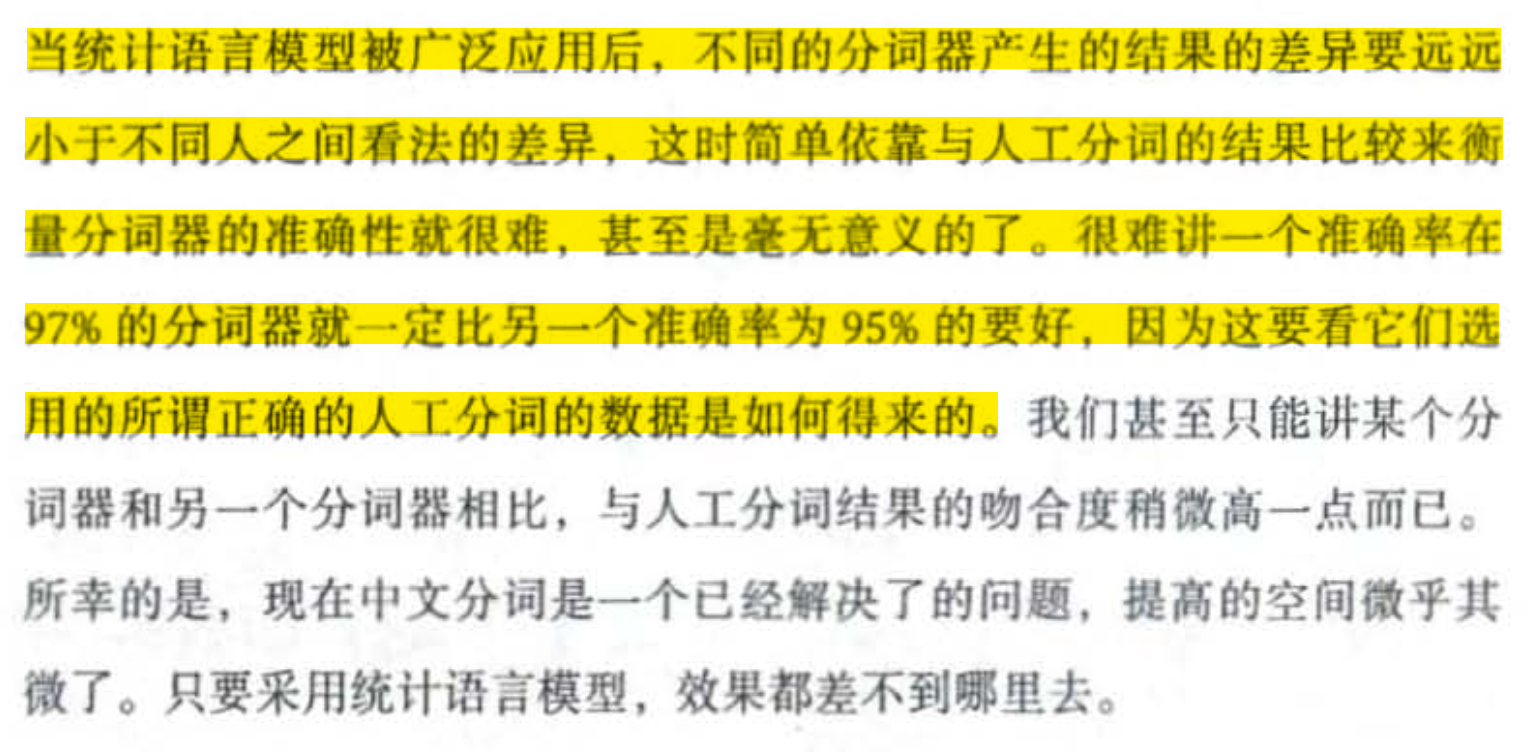 当统计语言模型被广泛应用后，不同的分词器产生的结果的差异要远远
小于不同人之间看法的差异，这时简单依靠与人工分词的结果比较来衡
量分词器的准确性就很难，甚至是毫无意义的了。很难讲一个准确率在
97% 的分词器就一定比另一个准确率为 95% 的要好，因为这要看它们选
用的所谓正确的人工分词的数据是如何得来的。我们甚至只能讲某个分
词器和另一个分词器相比，与人工分词结果的吻合度稍微高一点而已。
所幸的是，现在中文分词是一个已经解决了的问题，提高的空间微乎其
微了。只要采用统计语言模型，效果都差不到哪里去。